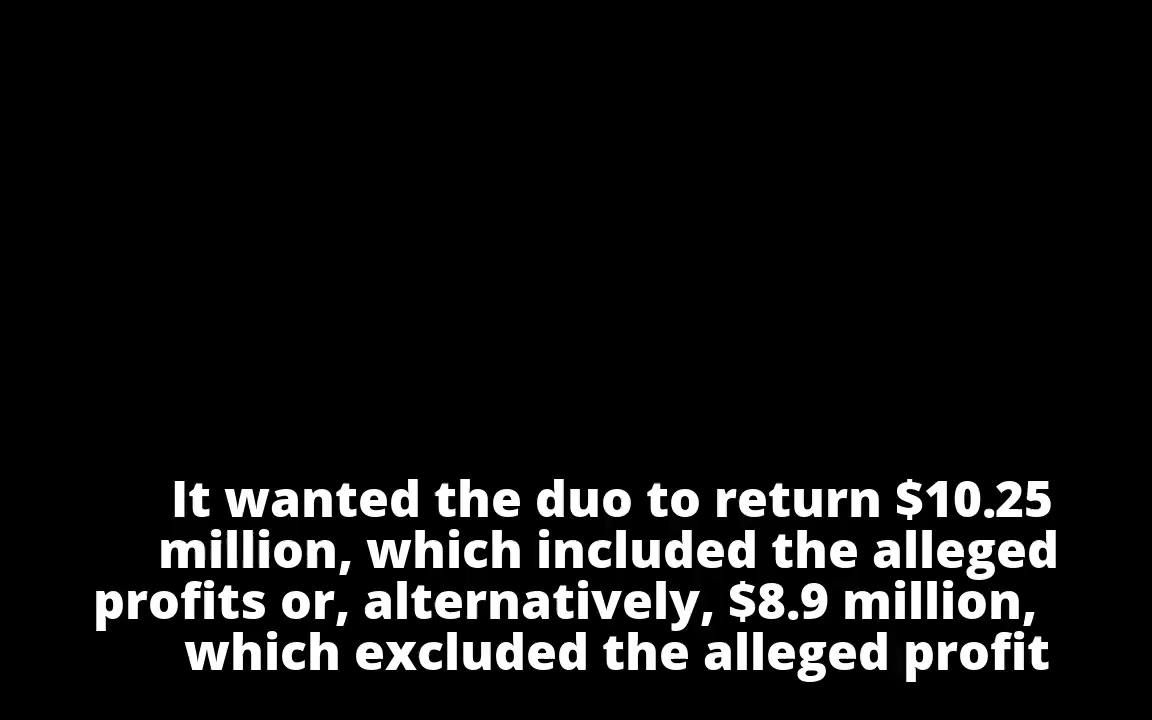 It wanted the duo to return $10.25
million, which included the alleged
profits or, alternatively, $8.9 million,
which excluded the alleged profit